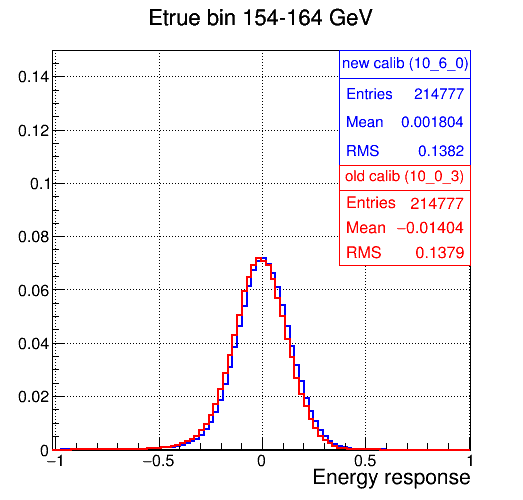 Etrue bin 154-164 GeV
new calib (10_6_0)
Entries 214777
Mean 0.001804
RMS 0.1382
old calib (10_0_3)
Entries 214777
Mean −0.01404
RMS 0.1379
0.14
0.12
0.1
0.08
0.06
0.04
0.02
0
−1 −0.5 0 0.5 1
Energy response